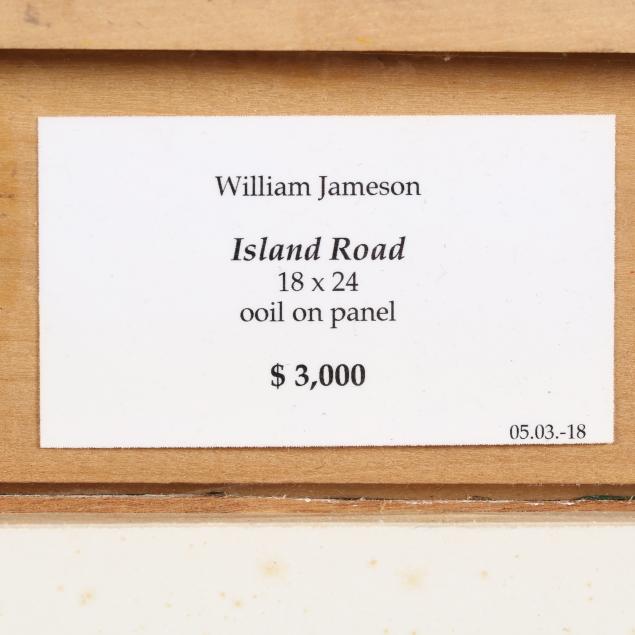 William Jameson
Island Road
18 x 24
ooil on panel
$ 3,000
05.03.-18